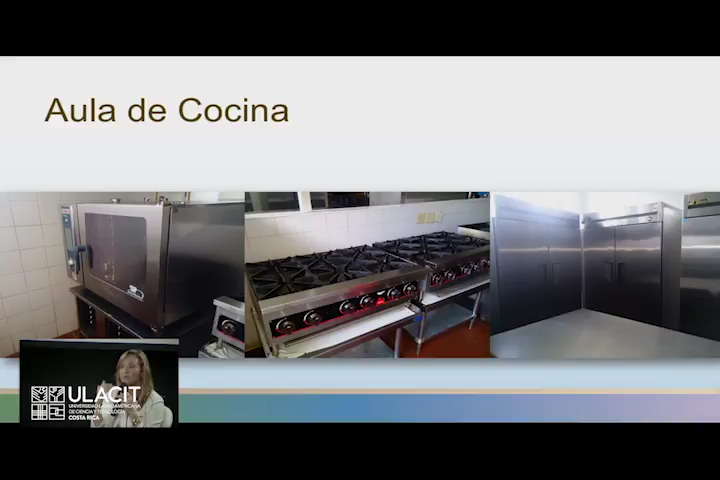 Aula de Cocina
ULACIT
UNIVERSIDAD LATINOAMERICANA
DE CIENCIA Y TECNOLOGÍA
COSTA RICA